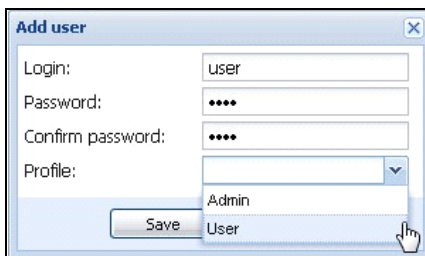 Add user
Login: user
Password: ••••
Confirm password: ••••
Profile:
Admin
Save
User